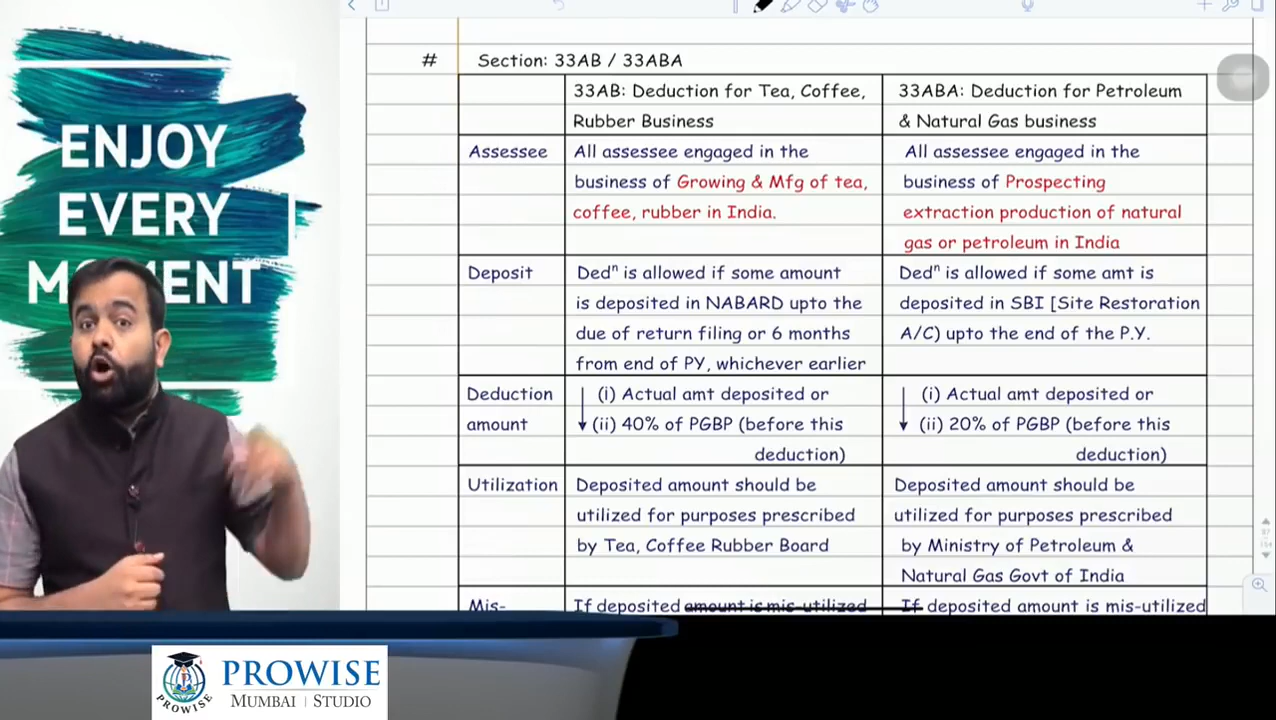 ENJOY
EVERY
M MENT
# Section: 33AB / 33ABA
33AB: Deduction for Tea, Coffee,
Rubber Business
33ABA: Deduction for Petroleum
& Natural Gas business
Assessee
All assessee engaged in the
business of Growing & Mfg of tea,
coffee, rubber in India.
All assessee engaged in the
business of Prospecting
extraction production of natural
gas or petroleum in India
Deposit
Dedⁿ is allowed if some amount
is deposited in NABARD upto the
due of return filing or 6 months
from end of PY, whichever earlier
Dedⁿ is allowed if some amt is
deposited in SBI [Site Restoration
A/C) upto the end of the P.Y.
Deduction
amount
(i) Actual amt deposited or
(ii) 40% of PGBP (before this
deduction)
(i) Actual amt deposited or
(ii) 20% of PGBP (before this
deduction)
Utilization
Deposited amount should be
utilized for purposes prescribed
by Tea, Coffee Rubber Board
Deposited amount should be
utilized for purposes prescribed
by Ministry of Petroleum &
Natural Gas Govt of India
Mis-
If deposited amount is mis-utilized
If deposited amount is mis-utilized
PROWISE
PROWISE
MUMBAI | STUDIO